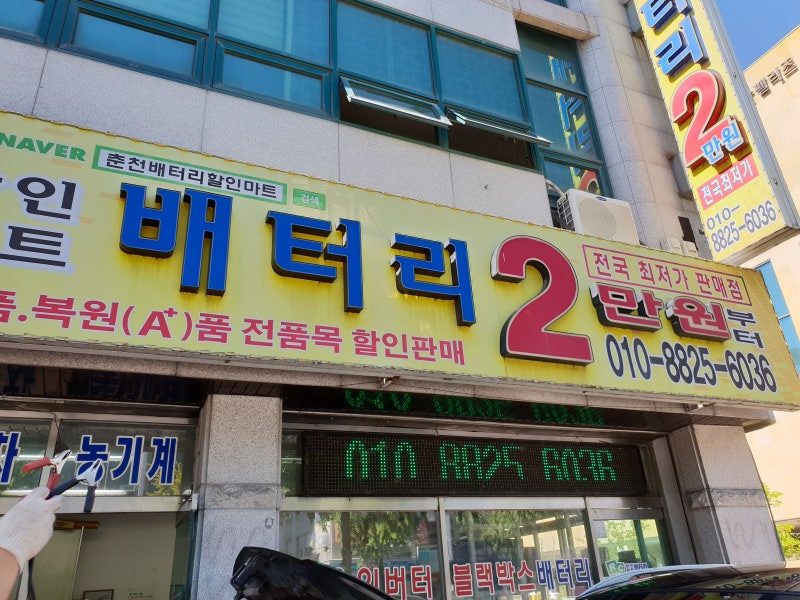 NAVER 춘천배터리할인마트 검색
인
트
배터리2만원부터
전국 최저가 판매점
품.복원(A+)품 전품목 할인판매
010-8825-6036
터리2만원
전국최저가
010-
8825-6036
010 8825 6036
농기계
인버터 블랙박스배터리